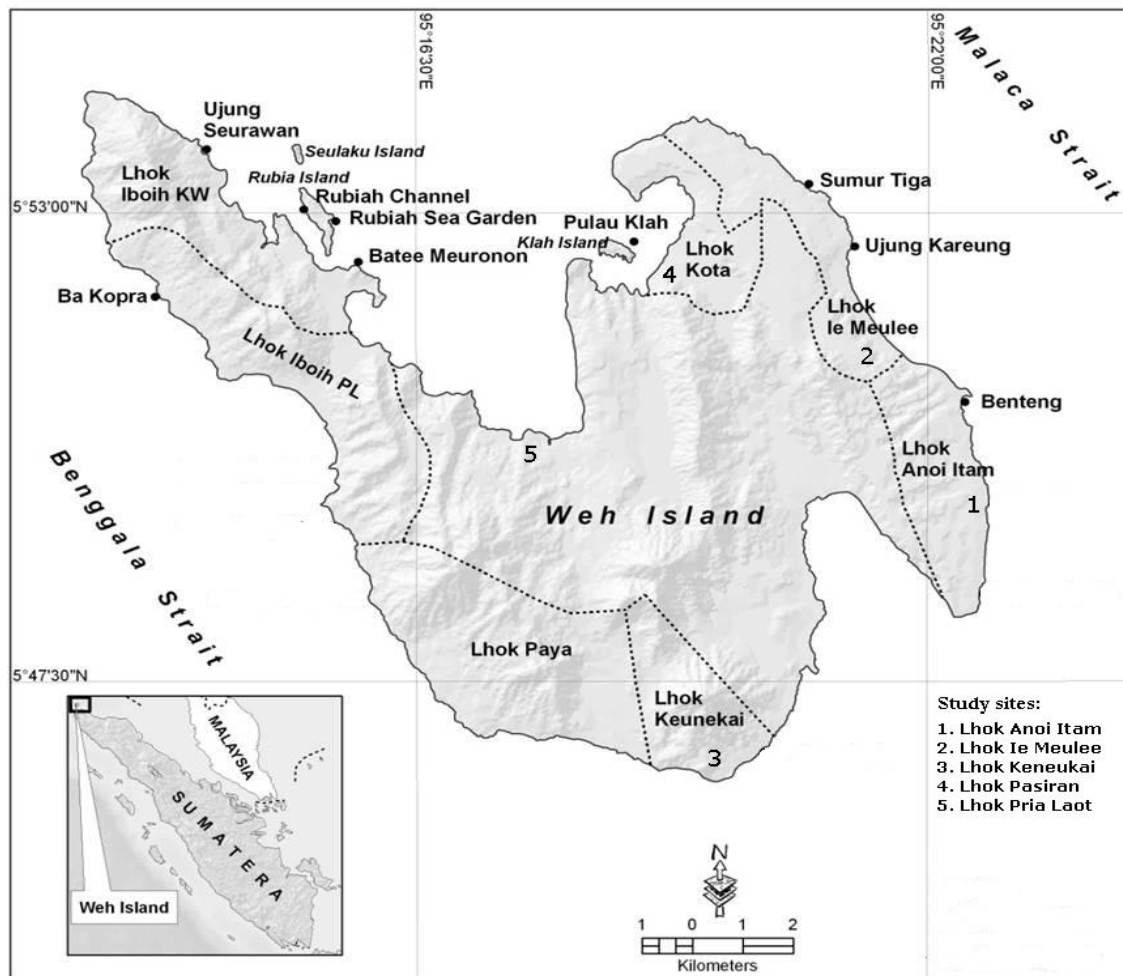 95°16'30"E
95°22'00"E
Malaca Strait
Ujung
Seurawan
Seulaku Island
Lhok
Iboih KW
Rubia Island
Rubiah Channel
Sumur Tiga
5°53'00"N
Rubiah Sea Garden
Pulau Klah
Klah Island
Ujung Kareung
Batee Meuronon
Lhok
Kota
4
Ba Kopra
Lhok
Ie Meulee
2
Lhok Iboih PL
Benteng
5
Lhok
Anoi Itam
1
Benggala Strait
Weh Island
Lhok Paya
5°47'30"N
Lhok
Keunekai
3
Study sites:
1. Lhok Anoi Itam
2. Lhok Ie Meulee
3. Lhok Keneukai
4. Lhok Pasiran
5. Lhok Pria Laot
MALAYSIA
SUMATERA
Weh Island
N
1 0 1 2
Kilometers